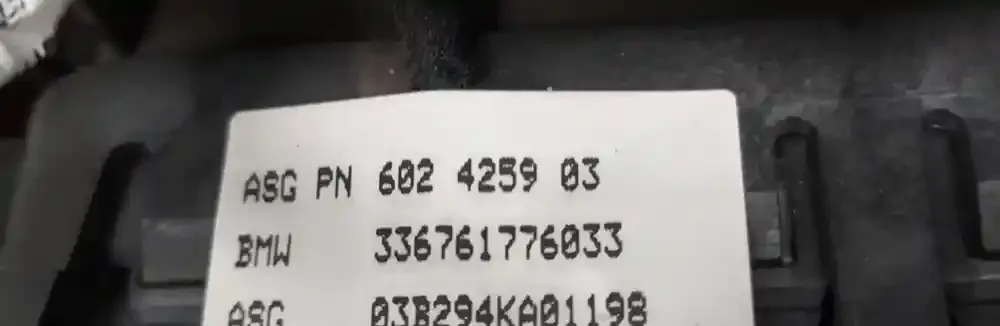 ASG PN 602 4259 03
BMW 336761776033
ASG 03B294KA01198